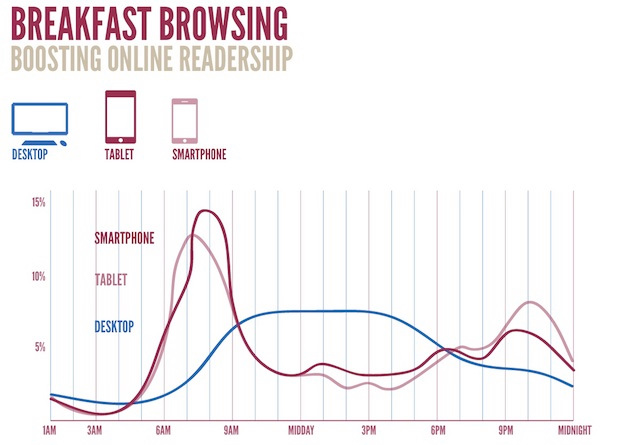 BREAKFAST BROWSING
BOOSTING ONLINE READERSHIP
DESKTOP TABLET SMARTPHONE
15%
SMARTPHONE
10%
TABLET
DESKTOP
5%
1AM 3AM 6AM 9AM MIDDAY 3PM 6PM 9PM MIDNIGHT